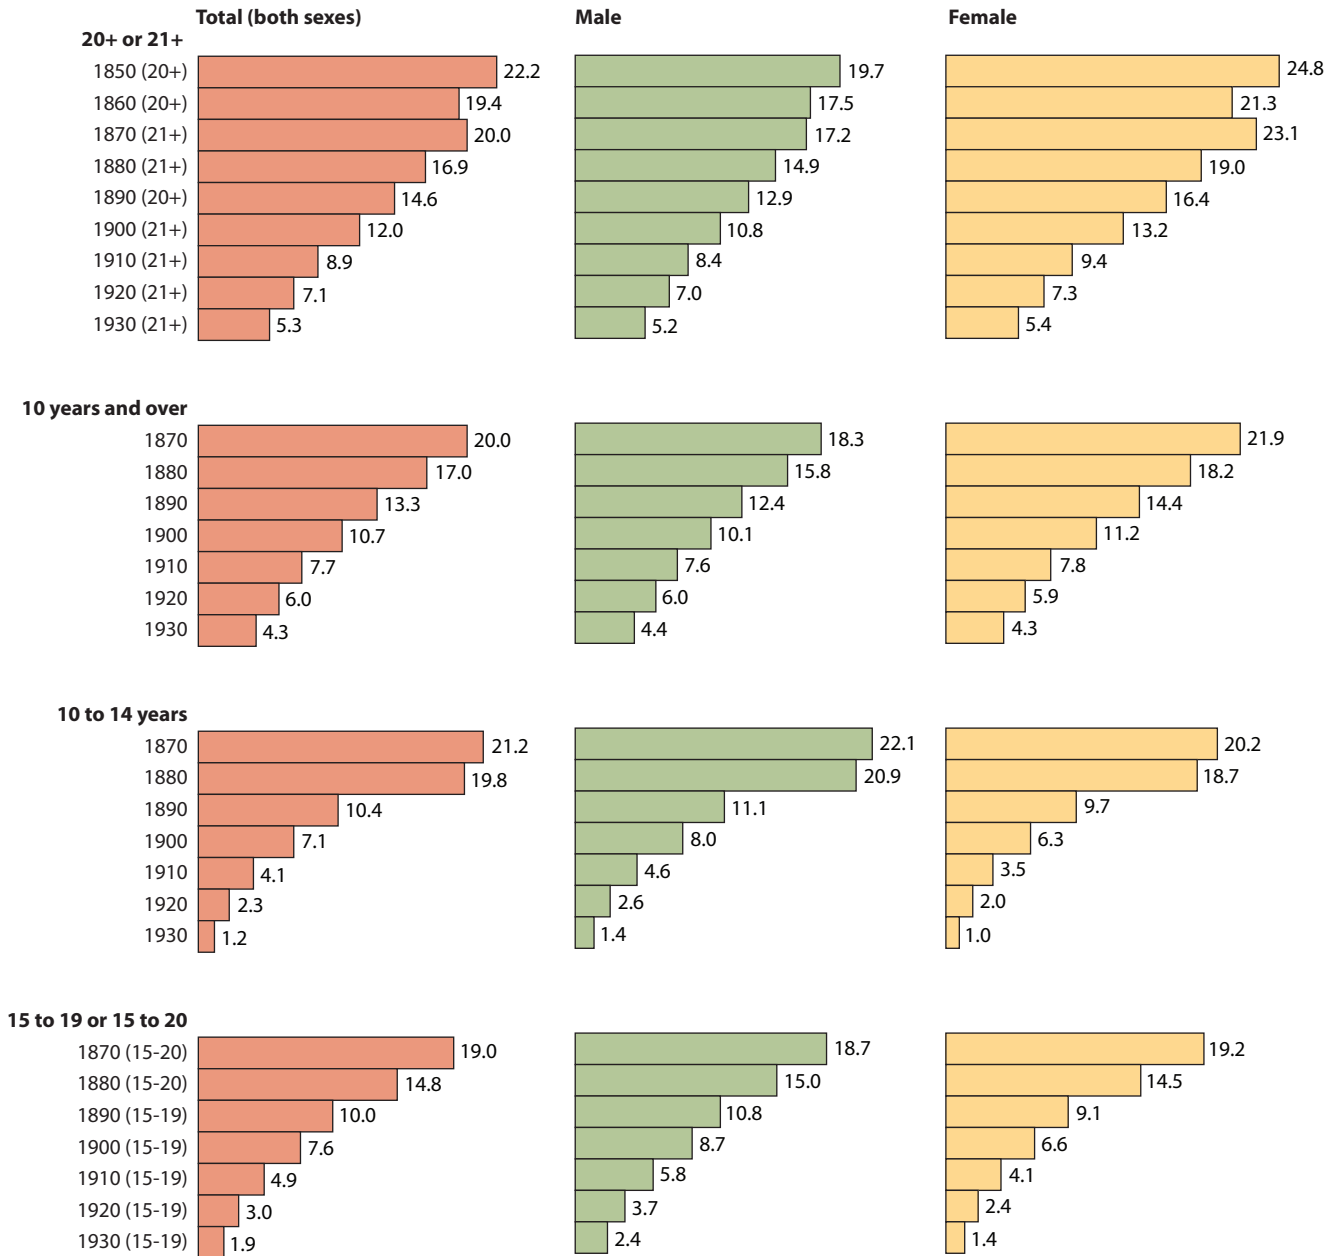 Total (both sexes) Male Female
20+ or 21+
1850 (20+) 22.2 19.7 24.8
1860 (20+) 19.4 17.5 21.3
1870 (21+) 20.0 17.2 23.1
1880 (21+) 16.9 14.9 19.0
1890 (20+) 14.6 12.9 16.4
1900 (21+) 12.0 10.8 13.2
1910 (21+) 8.9 8.4 9.4
1920 (21+) 7.1 7.0 7.3
1930 (21+) 5.3 5.2 5.4
10 years and over
1870 20.0 18.3 21.9
1880 17.0 15.8 18.2
1890 13.3 12.4 14.4
1900 10.7 10.1 11.2
1910 7.7 7.6 7.8
1920 6.0 6.0 5.9
1930 4.3 4.4 4.3
10 to 14 years
1870 21.2 22.1 20.2
1880 19.8 20.9 18.7
1890 10.4 11.1 9.7
1900 7.1 8.0 6.3
1910 4.1 4.6 3.5
1920 2.3 2.6 2.0
1930 1.2 1.4 1.0
15 to 19 or 15 to 20
1870 (15-20) 19.0 18.7 19.2
1880 (15-20) 14.8 15.0 14.5
1890 (15-19) 10.0 10.8 9.1
1900 (15-19) 7.6 8.7 6.6
1910 (15-19) 4.9 5.8 4.1
1920 (15-19) 3.0 3.7 2.4
1930 (15-19) 1.9 2.4 1.4